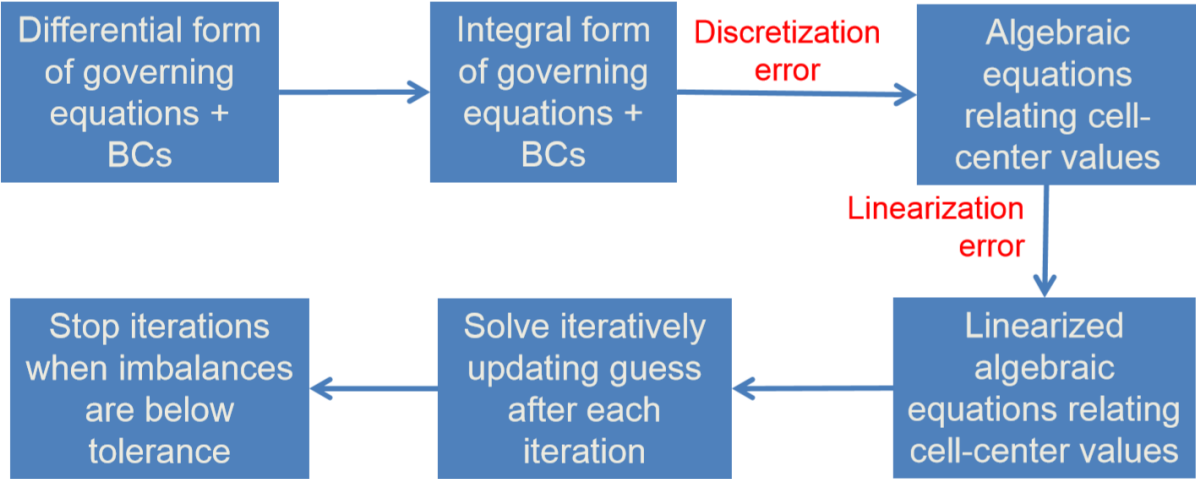 Differential form
of governing
equations +
BCs
Integral form
of governing
equations +
BCs
Discretization
error
Algebraic
equations
relating cell-
center values
Linearization
error
Linearized
algebraic
equations relating
cell-center values
Solve iteratively
updating guess
after each
iteration
Stop iterations
when imbalances
are below
tolerance